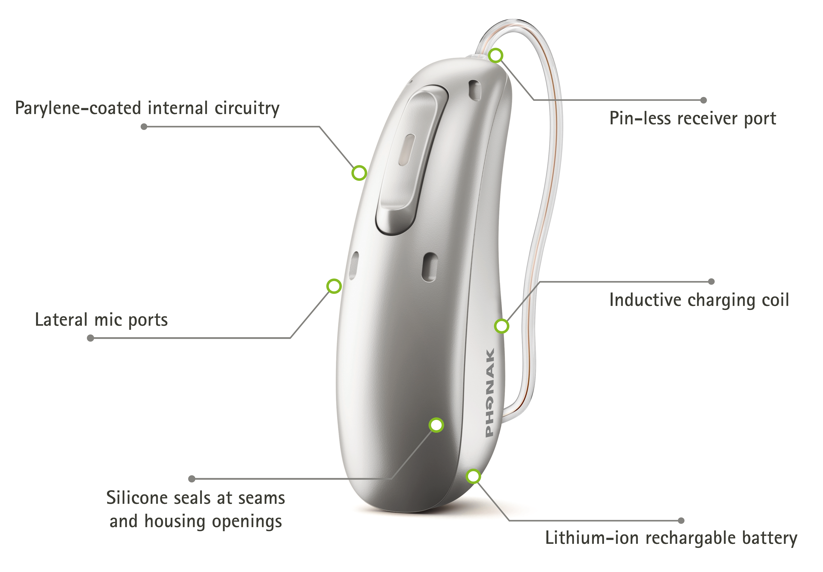 Parylene-coated internal circuitry
Pin-less receiver port
Inductive charging coil
Lateral mic ports
PHONAK
Silicone seals at seams
and housing openings
Lithium-ion rechargable battery